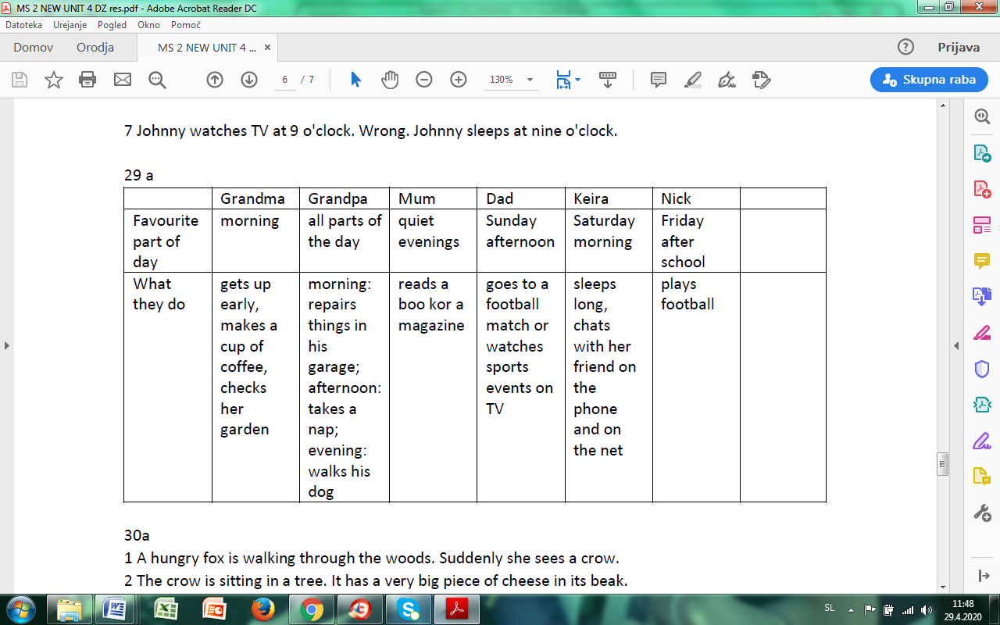 MS 2 NEW UNIT 4 DZ res.pdf - Adobe Acrobat Reader DC
Datoteka Urejanje Pogled Okno Pomoč
Domov Orodja MS 2 NEW UNIT 4 ... × Prijava
6 / 7 130% Skupna raba
7 Johnny watches TV at 9 o'clock. Wrong. Johnny sleeps at nine o'clock.
29 a
Grandma Grandpa Mum Dad Keira Nick
Favourite part of day
morning
all parts of the day
quiet evenings
Sunday afternoon
Saturday morning
Friday after school
What they do
gets up early, makes a cup of coffee, checks her garden
morning: repairs things in his garage; afternoon: takes a nap; evening: walks his dog
reads a boo kor a magazine
goes to a football match or watches sports events on TV
sleeps long, chats with her friend on the phone and on the net
plays football
30a
1 A hungry fox is walking through the woods. Suddenly she sees a crow.
2 The crow is sitting in a tree. It has a very big piece of cheese in its beak.
SL 11:48
29.4.2020